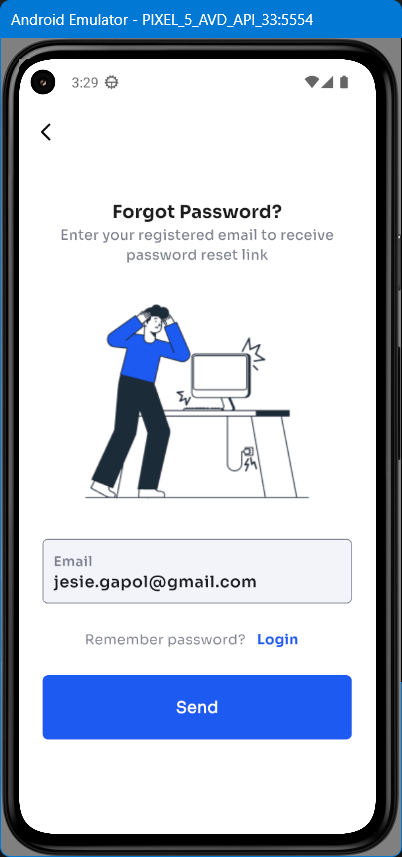 Android Emulator - PIXEL_5_AVD_API_33:5554
3:29
Forgot Password?
Enter your registered email to receive
password reset link
Email
jesie.gapol@gmail.com
Remember password? Login
Send